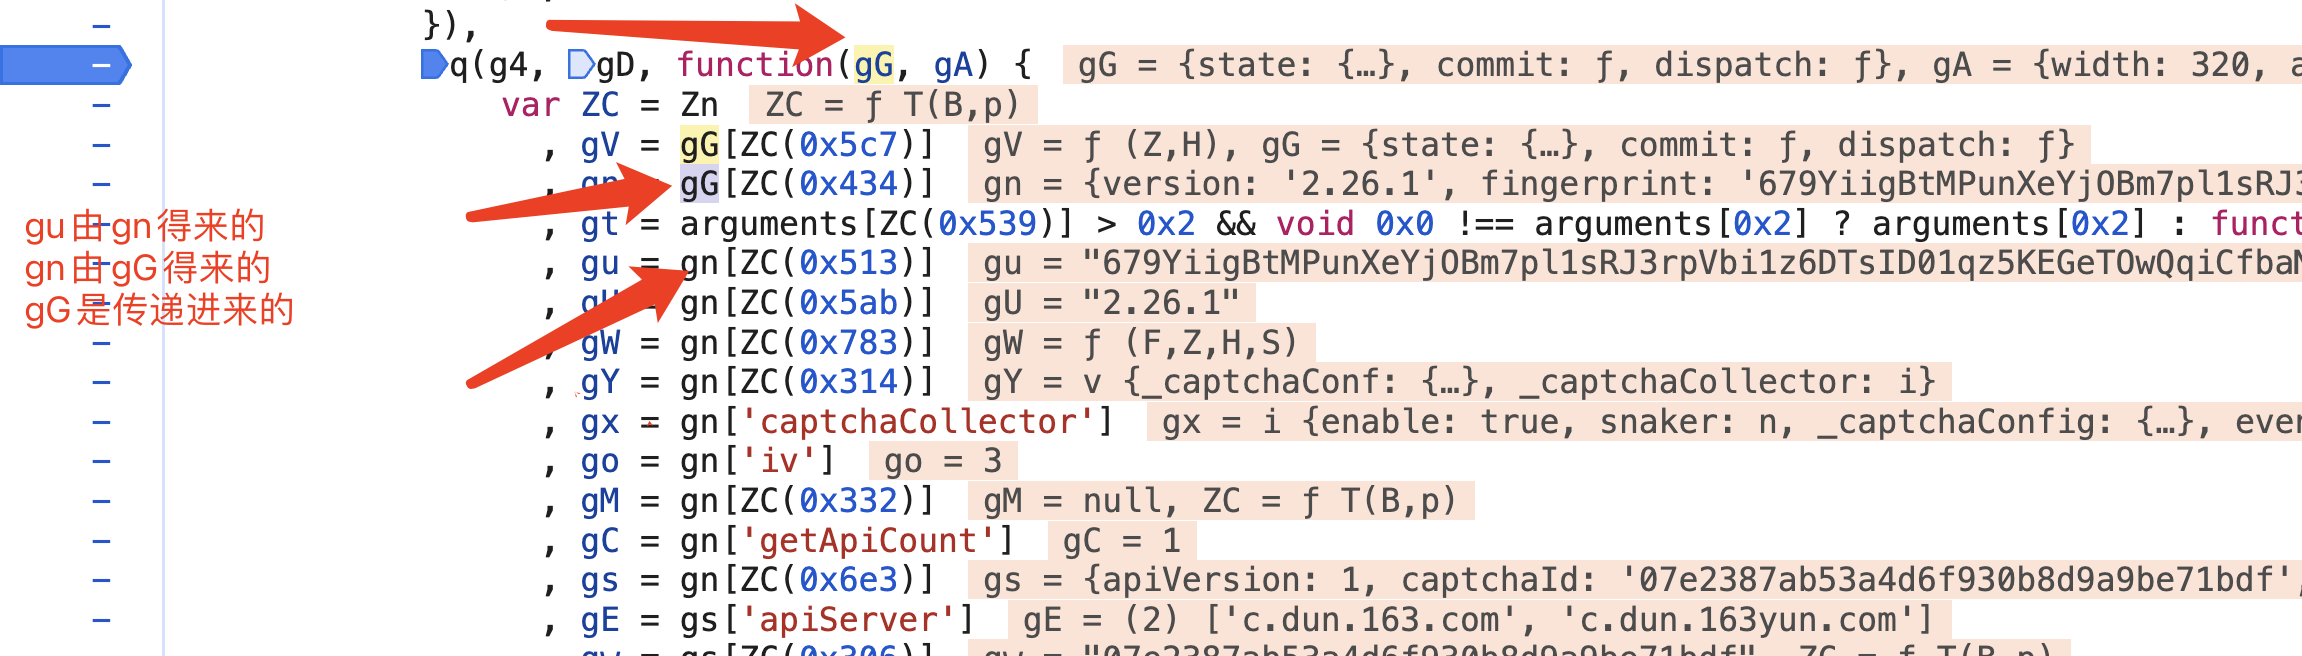 }),
q(g4, gD, function(gG, gA) { gG = {state: {…}, commit: ƒ, dispatch: ƒ}, gA = {width: 320, a
var ZC = Zn ZC = ƒ T(B,p)
, gV = gG[ZC(0x5c7)] gV = ƒ (Z,H), gG = {state: {…}, commit: ƒ, dispatch: ƒ}
, gn gG[ZC(0x434)] gn = {version: '2.26.1', fingerprint: '679YiigBtMPunXeYjOBm7pl1sRJ3
, gt = arguments[ZC(0x539)] > 0x2 && void 0x0 !== arguments[0x2] ? arguments[0x2] : funct
gu由gn得来的
, gu = gn[ZC(0x513)] gu = "679YiigBtMPunXeYjOBm7pl1sRJ3rpVbi1z6DTsID01qz5KEGeTOwQqiCfbaM
gn由gG得来的
, gU = gn[ZC(0x5ab)] gU = "2.26.1"
gG是传递进来的
, gW = gn[ZC(0x783)] gW = ƒ (F,Z,H,S)
, gY = gn[ZC(0x314)] gY = v {_captchaConf: {…}, _captchaCollector: i}
, gx = gn['captchaCollector'] gx = i {enable: true, snaker: n, _captchaConfig: {…}, ever
, go = gn['iv'] go = 3
, gM = gn[ZC(0x332)] gM = null, ZC = ƒ T(B,p)
, gC = gn['getApiCount'] gC = 1
, gs = gn[ZC(0x6e3)] gs = {apiVersion: 1, captchaId: '07e2387ab53a4d6f930b8d9a9be71bdf',
, gE = gs['apiServer'] gE = (2) ['c.dun.163.com', 'c.dun.163yun.com']